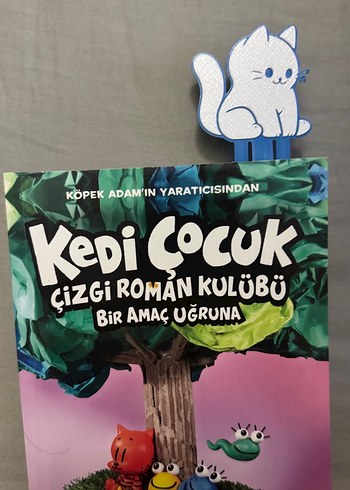 KÖPEK ADAM'IN YARATICISINDAN
KEDİ ÇOCUK
ÇİZGİ ROMAN KULÜBÜ
BİR AMAÇ UĞRUNA